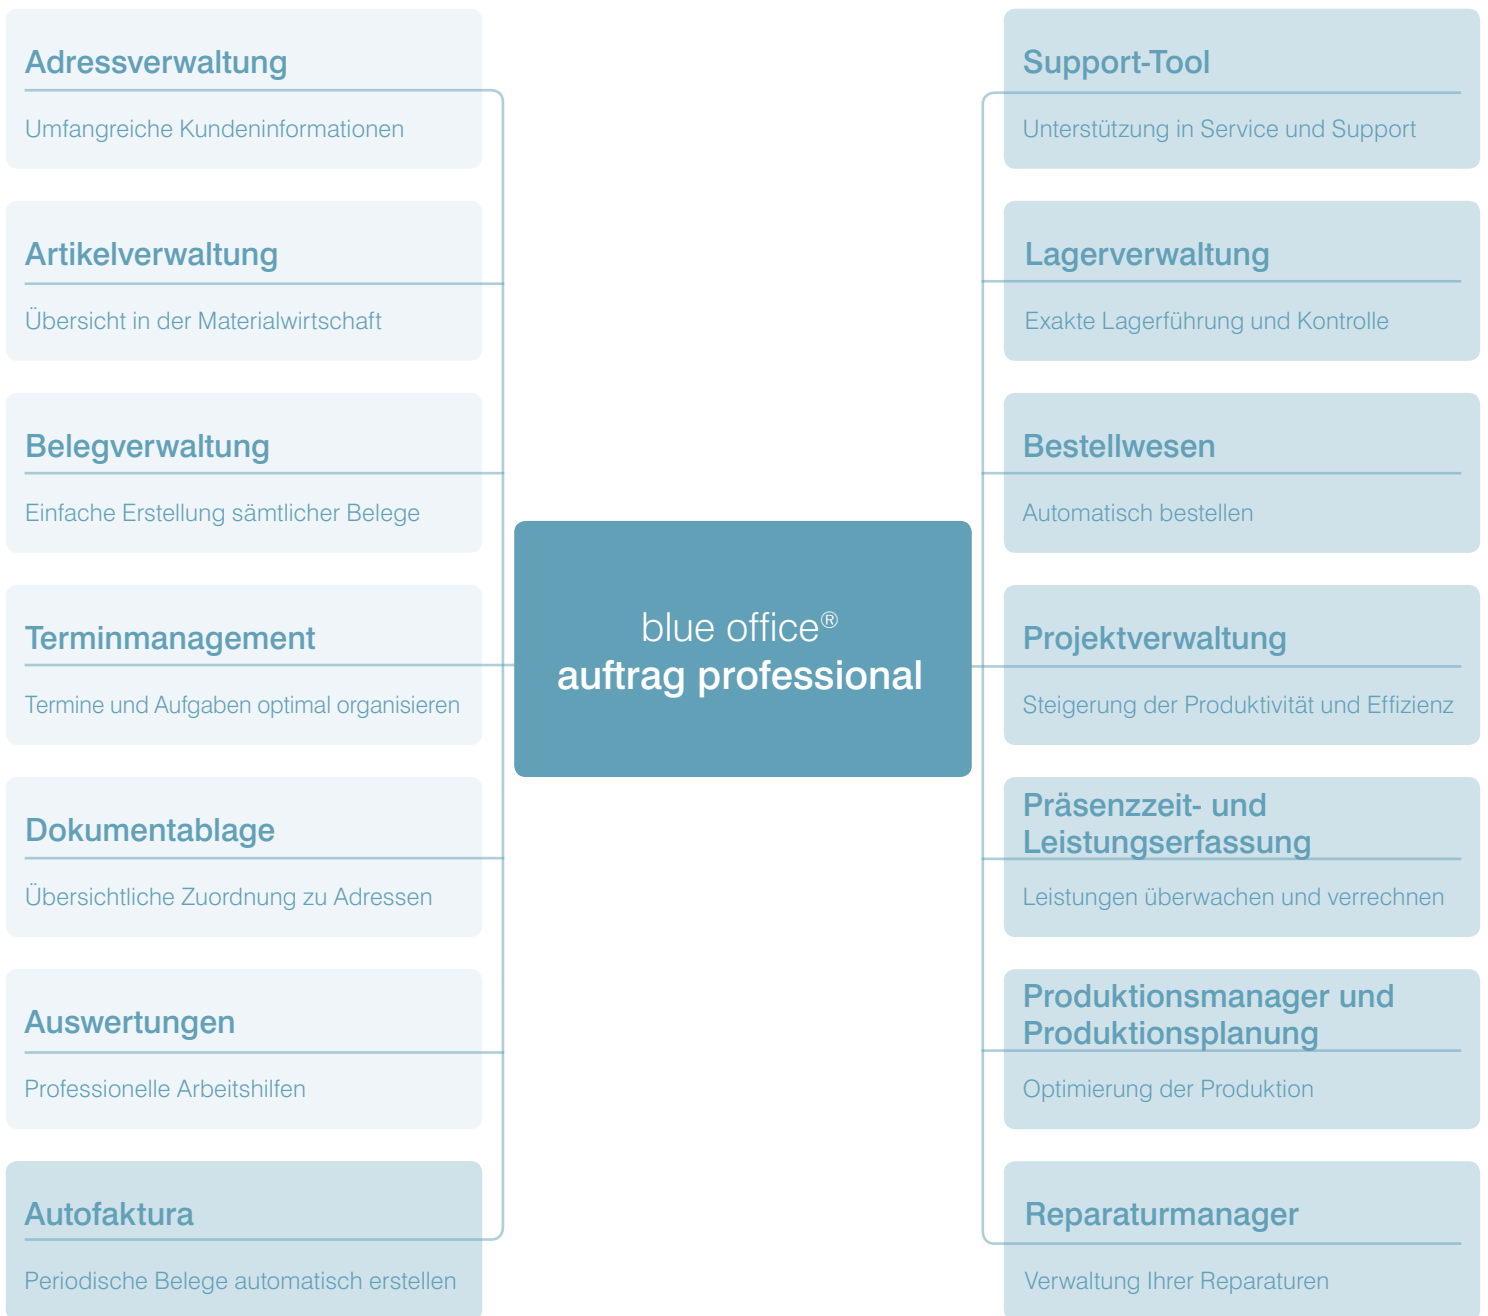 Adressverwaltung
Umfangreiche Kundeninformationen
Artikelverwaltung
Übersicht in der Materialwirtschaft
Belegverwaltung
Einfache Erstellung sämtlicher Belege
Terminmanagement
Termine und Aufgaben optimal organisieren
Dokumentablage
Übersichtliche Zuordnung zu Adressen
Auswertungen
Professionelle Arbeitshilfen
Autofaktura
Periodische Belege automatisch erstellen
blue office®
auftrag professional
Support-Tool
Unterstützung in Service und Support
Lagerverwaltung
Exakte Lagerführung und Kontrolle
Bestellwesen
Automatisch bestellen
Projektverwaltung
Steigerung der Produktivität und Effizienz
Präsenzzeit- und
Leistungserfassung
Leistungen überwachen und verrechnen
Produktionsmanager und
Produktionsplanung
Optimierung der Produktion
Reparaturmanager
Verwaltung Ihrer Reparaturen